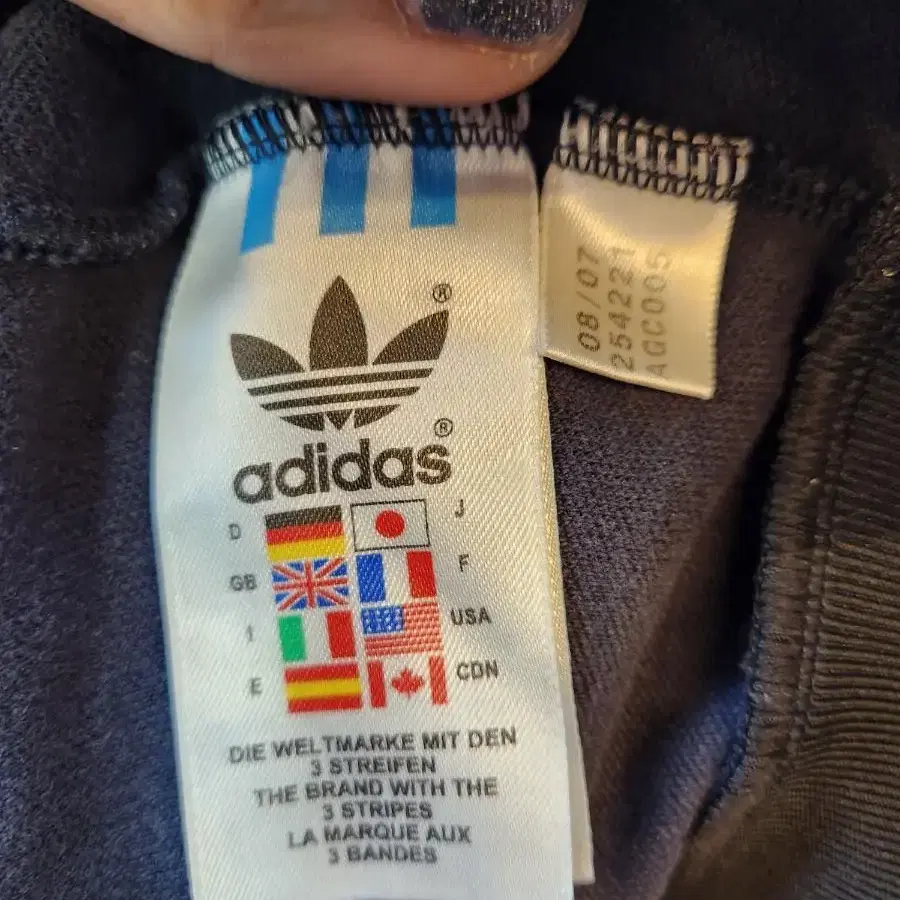 ®
adidas®
D
J
GB
F
I
USA
E
CDN
DIE WELTMARKE MIT DEN
3 STREIFEN
THE BRAND WITH THE
3 STRIPES
LA MARQUE AUX
3 BANDES
08/07
254221
AGC005